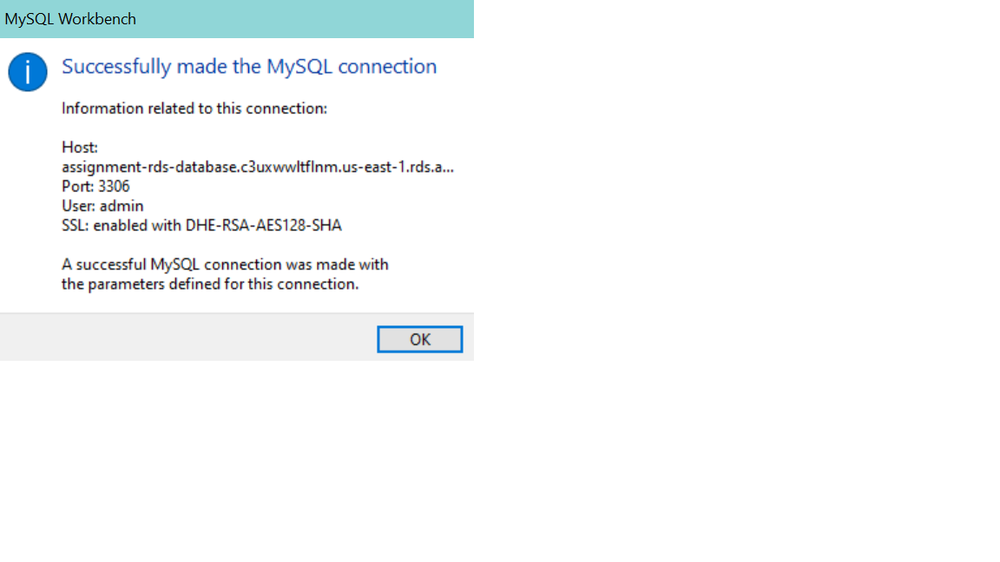 MySQL Workbench
Successfully made the MySQL connection
Information related to this connection:
Host:
assignment-rds-database.c3uxwwltflnm.us-east-1.rds.a...
Port: 3306
User: admin
SSL: enabled with DHE-RSA-AES128-SHA
A successful MySQL connection was made with
the parameters defined for this connection.
OK